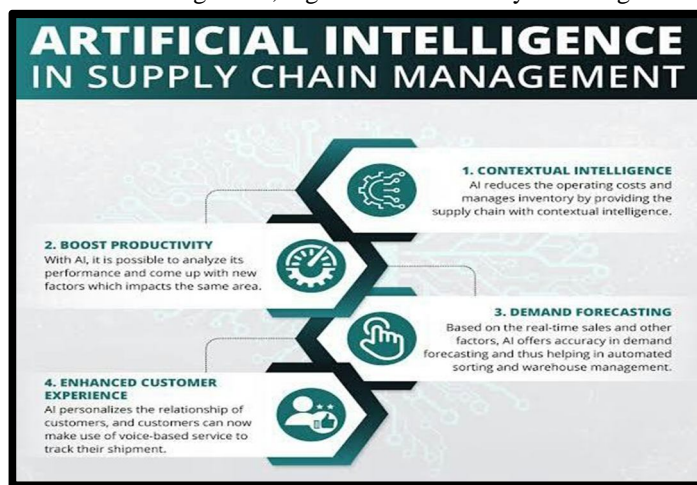 ARTIFICIAL INTELLIGENCE
IN SUPPLY CHAIN MANAGEMENT
1. CONTEXTUAL INTELLIGENCE
AI reduces the operating costs and
manages inventory by providing the
supply chain with contextual intelligence.
2. BOOST PRODUCTIVITY
With AI, it is possible to analyze its
performance and come up with new
factors which impacts the same area.
3. DEMAND FORECASTING
Based on the real-time sales and other
factors, AI offers accuracy in demand
forecasting and thus helping in automated
sorting and warehouse management.
4. ENHANCED CUSTOMER
EXPERIENCE
AI personalizes the relationship of
customers, and customers can now
make use of voice-based service to
track their shipment.